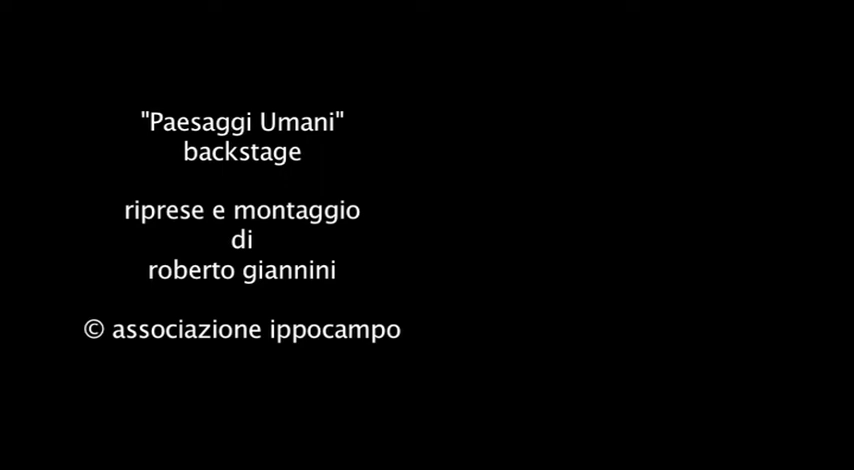 "Paesaggi Umani"
backstage
riprese e montaggio
di
roberto giannini
© associazione ippocampo